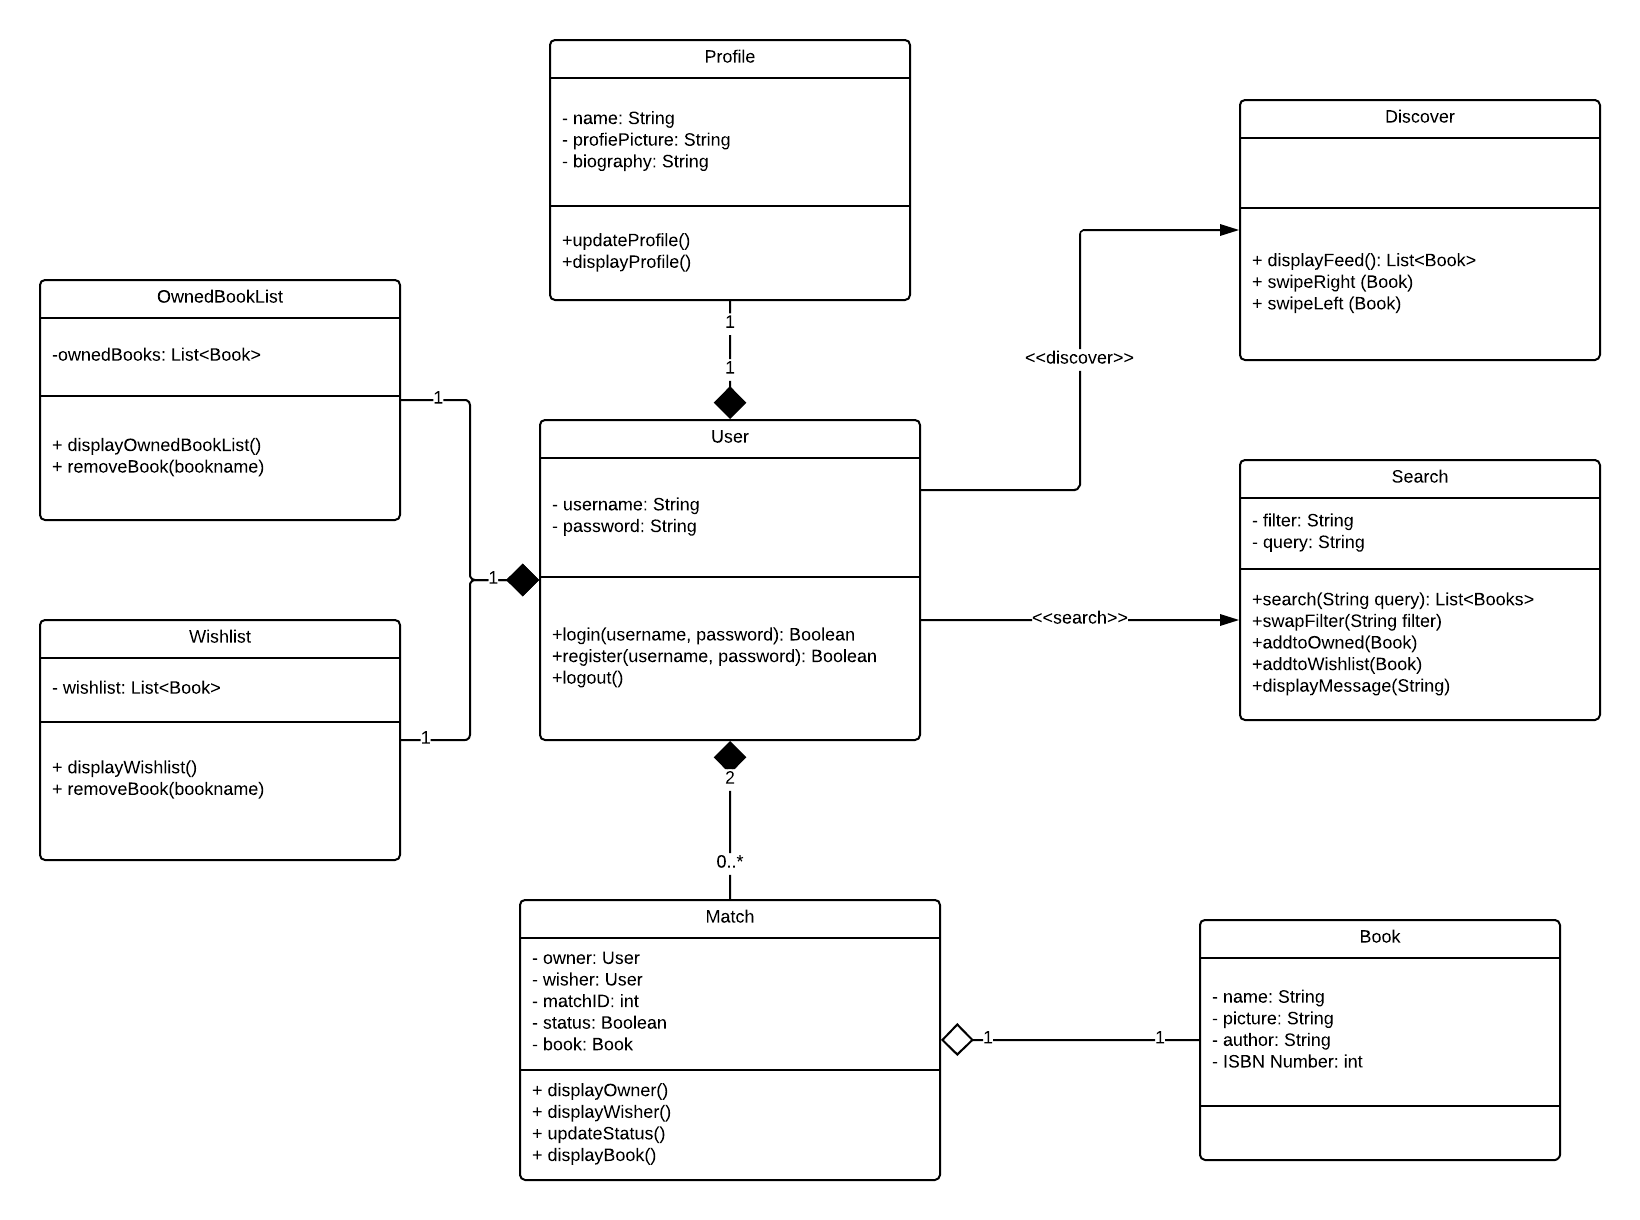 Profile
- name: String
- profiePicture: String
- biography: String
+updateProfile()
+displayProfile()
1
1
Discover
+ displayFeed(): List<Book>
+ swipeRight (Book)
+ swipeLeft (Book)
<<discover>>
OwnedBookList
-ownedBooks: List<Book>
+ displayOwnedBookList()
+ removeBook(bookname)
1
User
- username: String
- password: String
+login(username, password): Boolean
+register(username, password): Boolean
+logout()
1
Search
- filter: String
- query: String
+search(String query): List<Books>
+swapFilter(String filter)
+addtoOwned(Book)
+addtoWishlist(Book)
+displayMessage(String)
<<search>>
Wishlist
- wishlist: List<Book>
+ displayWishlist()
+ removeBook(bookname)
1
2
0..*
Match
- owner: User
- wisher: User
- matchID: int
- status: Boolean
- book: Book
+ displayOwner()
+ displayWisher()
+ updateStatus()
+ displayBook()
1
1
Book
- name: String
- picture: String
- author: String
- ISBN Number: int